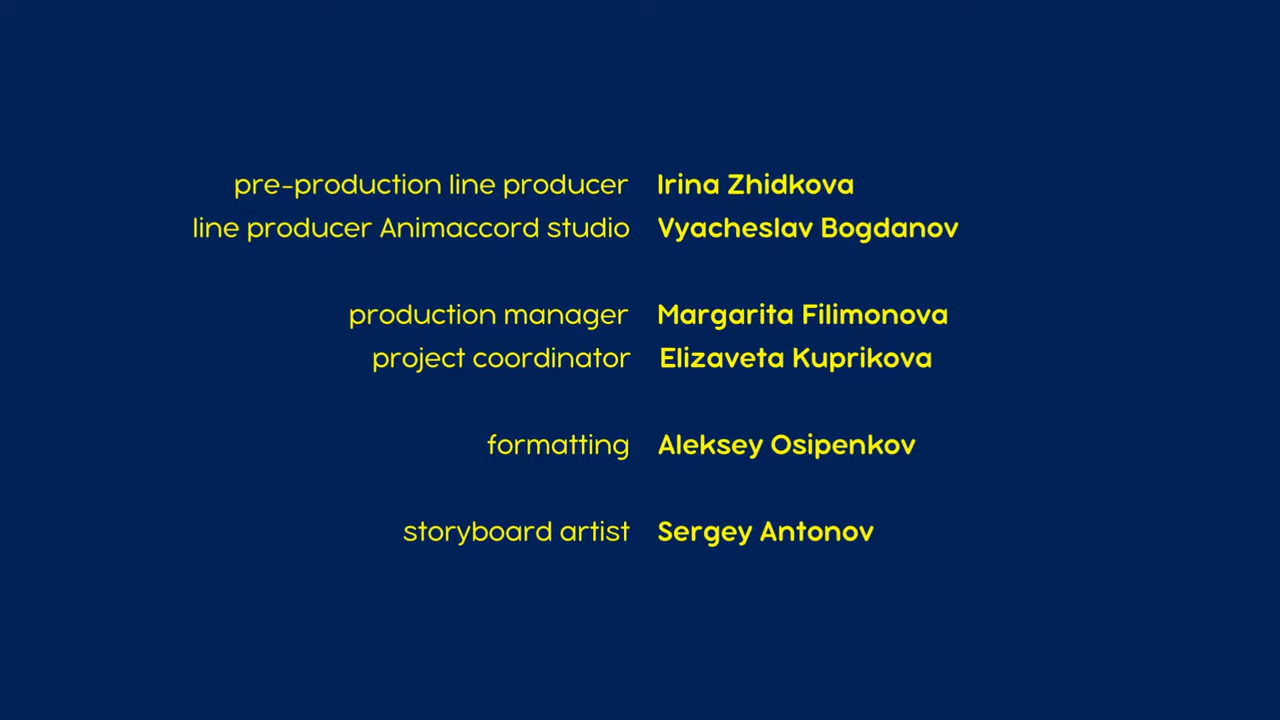 pre-production line producer Irina Zhidkova
line producer Animaccord studio Vyacheslav Bogdanov
production manager Margarita Filimonova
project coordinator Elizaveta Kuprikova
formatting Aleksey Osipenkov
storyboard artist Sergey Antonov